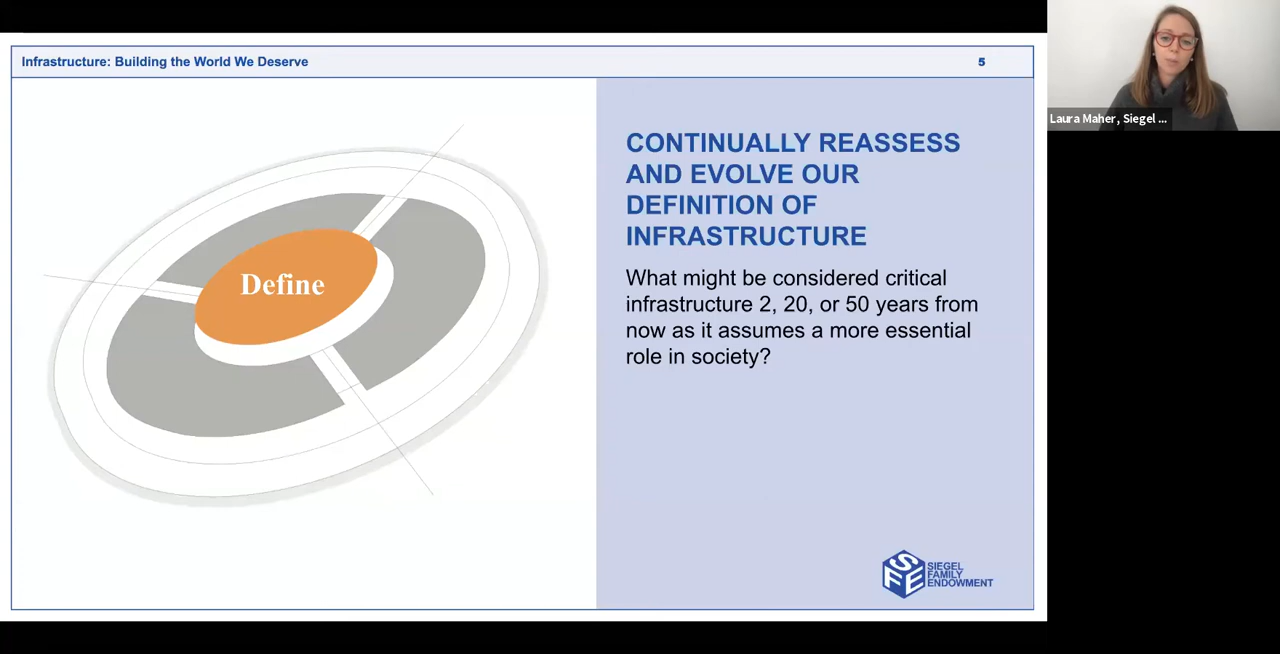 Infrastructure: Building the World We Deserve
5
Define
CONTINUALLY REASSESS
AND EVOLVE OUR
DEFINITION OF
INFRASTRUCTURE
What might be considered critical
infrastructure 2, 20, or 50 years from
now as it assumes a more essential
role in society?
SFE
SIEGEL
FAMILY
ENDOWMENT
Laura Maher, Siegel ...